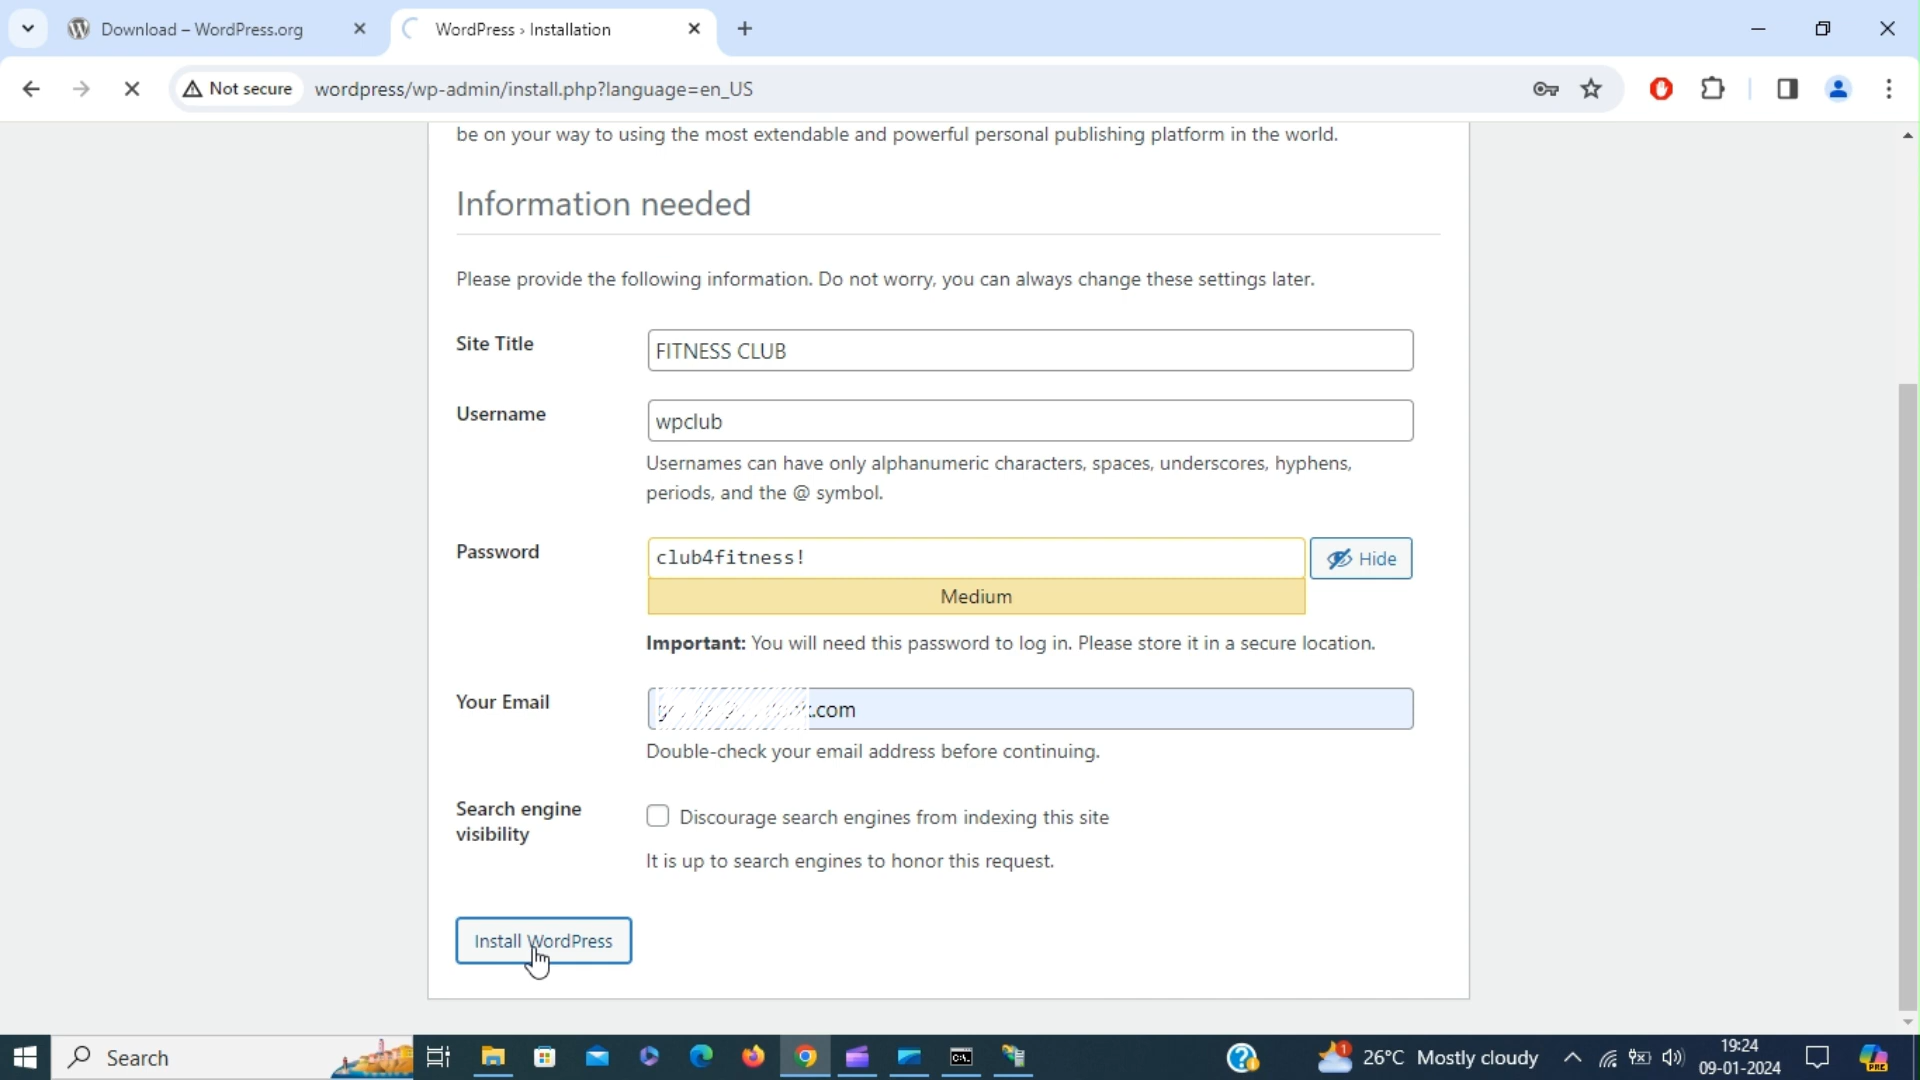 Download – WordPress.org
WordPress › Installation
Not secure
wordpress/wp-admin/install.php?language=en_US
be on your way to using the most extendable and powerful personal publishing platform in the world.
Information needed
Please provide the following information. Do not worry, you can always change these settings later.
Site Title
FITNESS CLUB
Username
wpclub
Usernames can have only alphanumeric characters, spaces, underscores, hyphens,
periods, and the @ symbol.
Password
club4fitness!
Hide
Medium
Important: You will need this password to log in. Please store it in a secure location.
Your Email
.com
Double-check your email address before continuing.
Search engine
visibility
Discourage search engines from indexing this site
It is up to search engines to honor this request.
Install WordPress
Search
1
26°C Mostly cloudy
19:24
09-01-2024
PRE